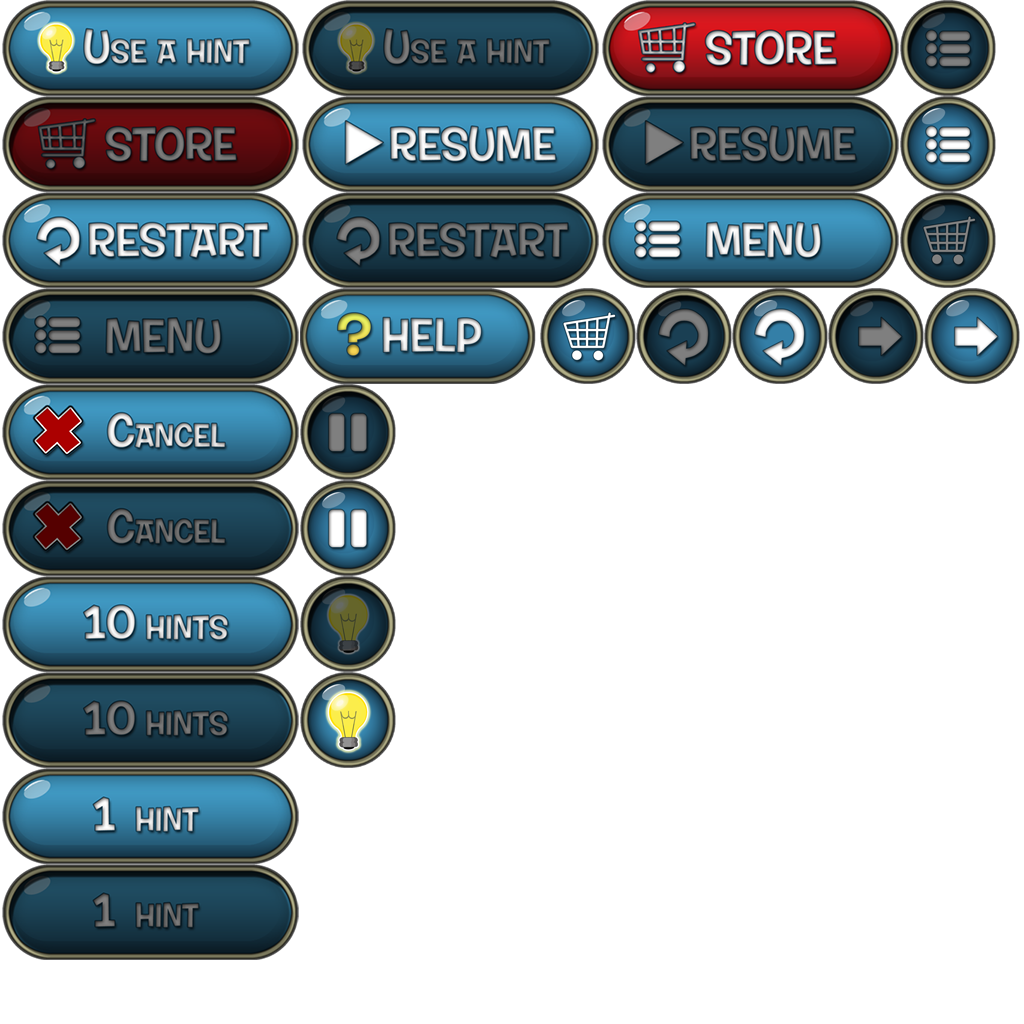 Use a hint
Use a hint
STORE
STORE
RESUME
RESUME
RESTART
RESTART
MENU
MENU
? HELP
Cancel
Cancel
10 hints
10 hints
1 hint
1 hint